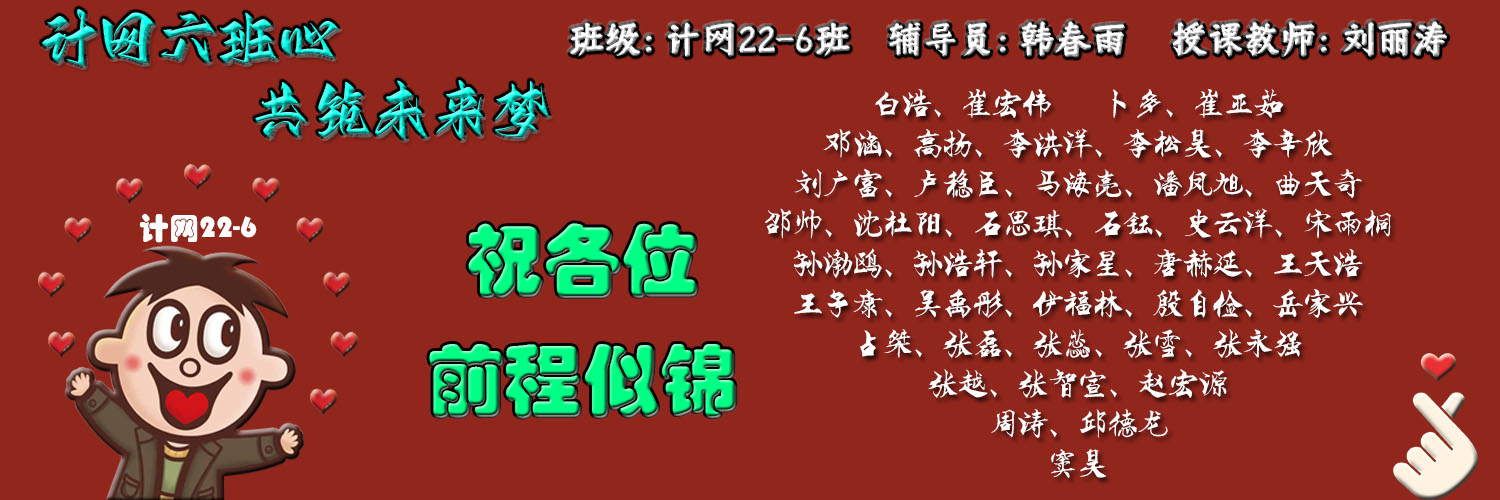 计网六班心
共筑未来梦
班级：计网22-6班 辅导员：韩春雨 授课教师：刘丽涛
计网22-6
祝各位
前程似锦
白浩、崔宏伟 卜多、崔亚茹
邓涵、高扬、李洪洋、李松昊、李辛欣
刘广富、卢稳臣、马海亮、潘凤旭、曲天奇
邵帅、沈杜阳、石思琪、石钰、史云洋、宋雨桐
孙渤鸥、孙浩轩、孙家星、唐赫延、王天浩
王子康、吴禹彤、伊福林、殷自俭、岳家兴
占桀、张磊、张蕊、张雪、张永强
张越、张智宣、赵宏源
周涛、邱德龙
窦昊